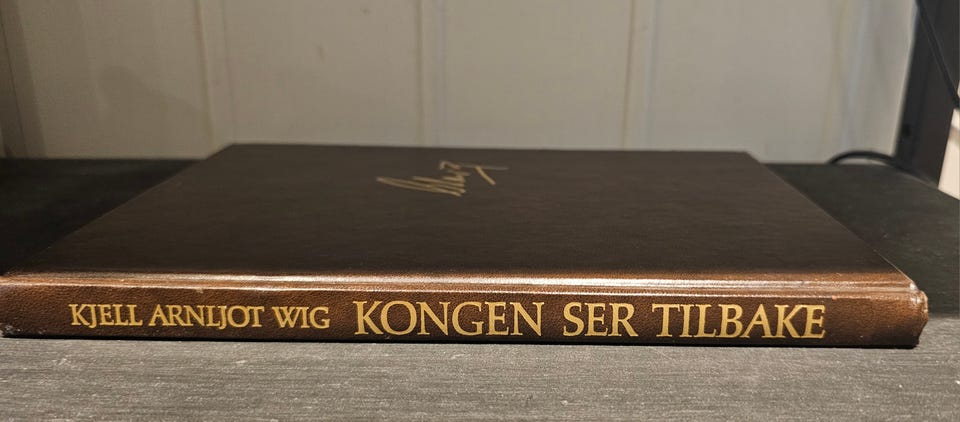 KJELL ARNLJOT WIG KONGEN SER TILBAKE